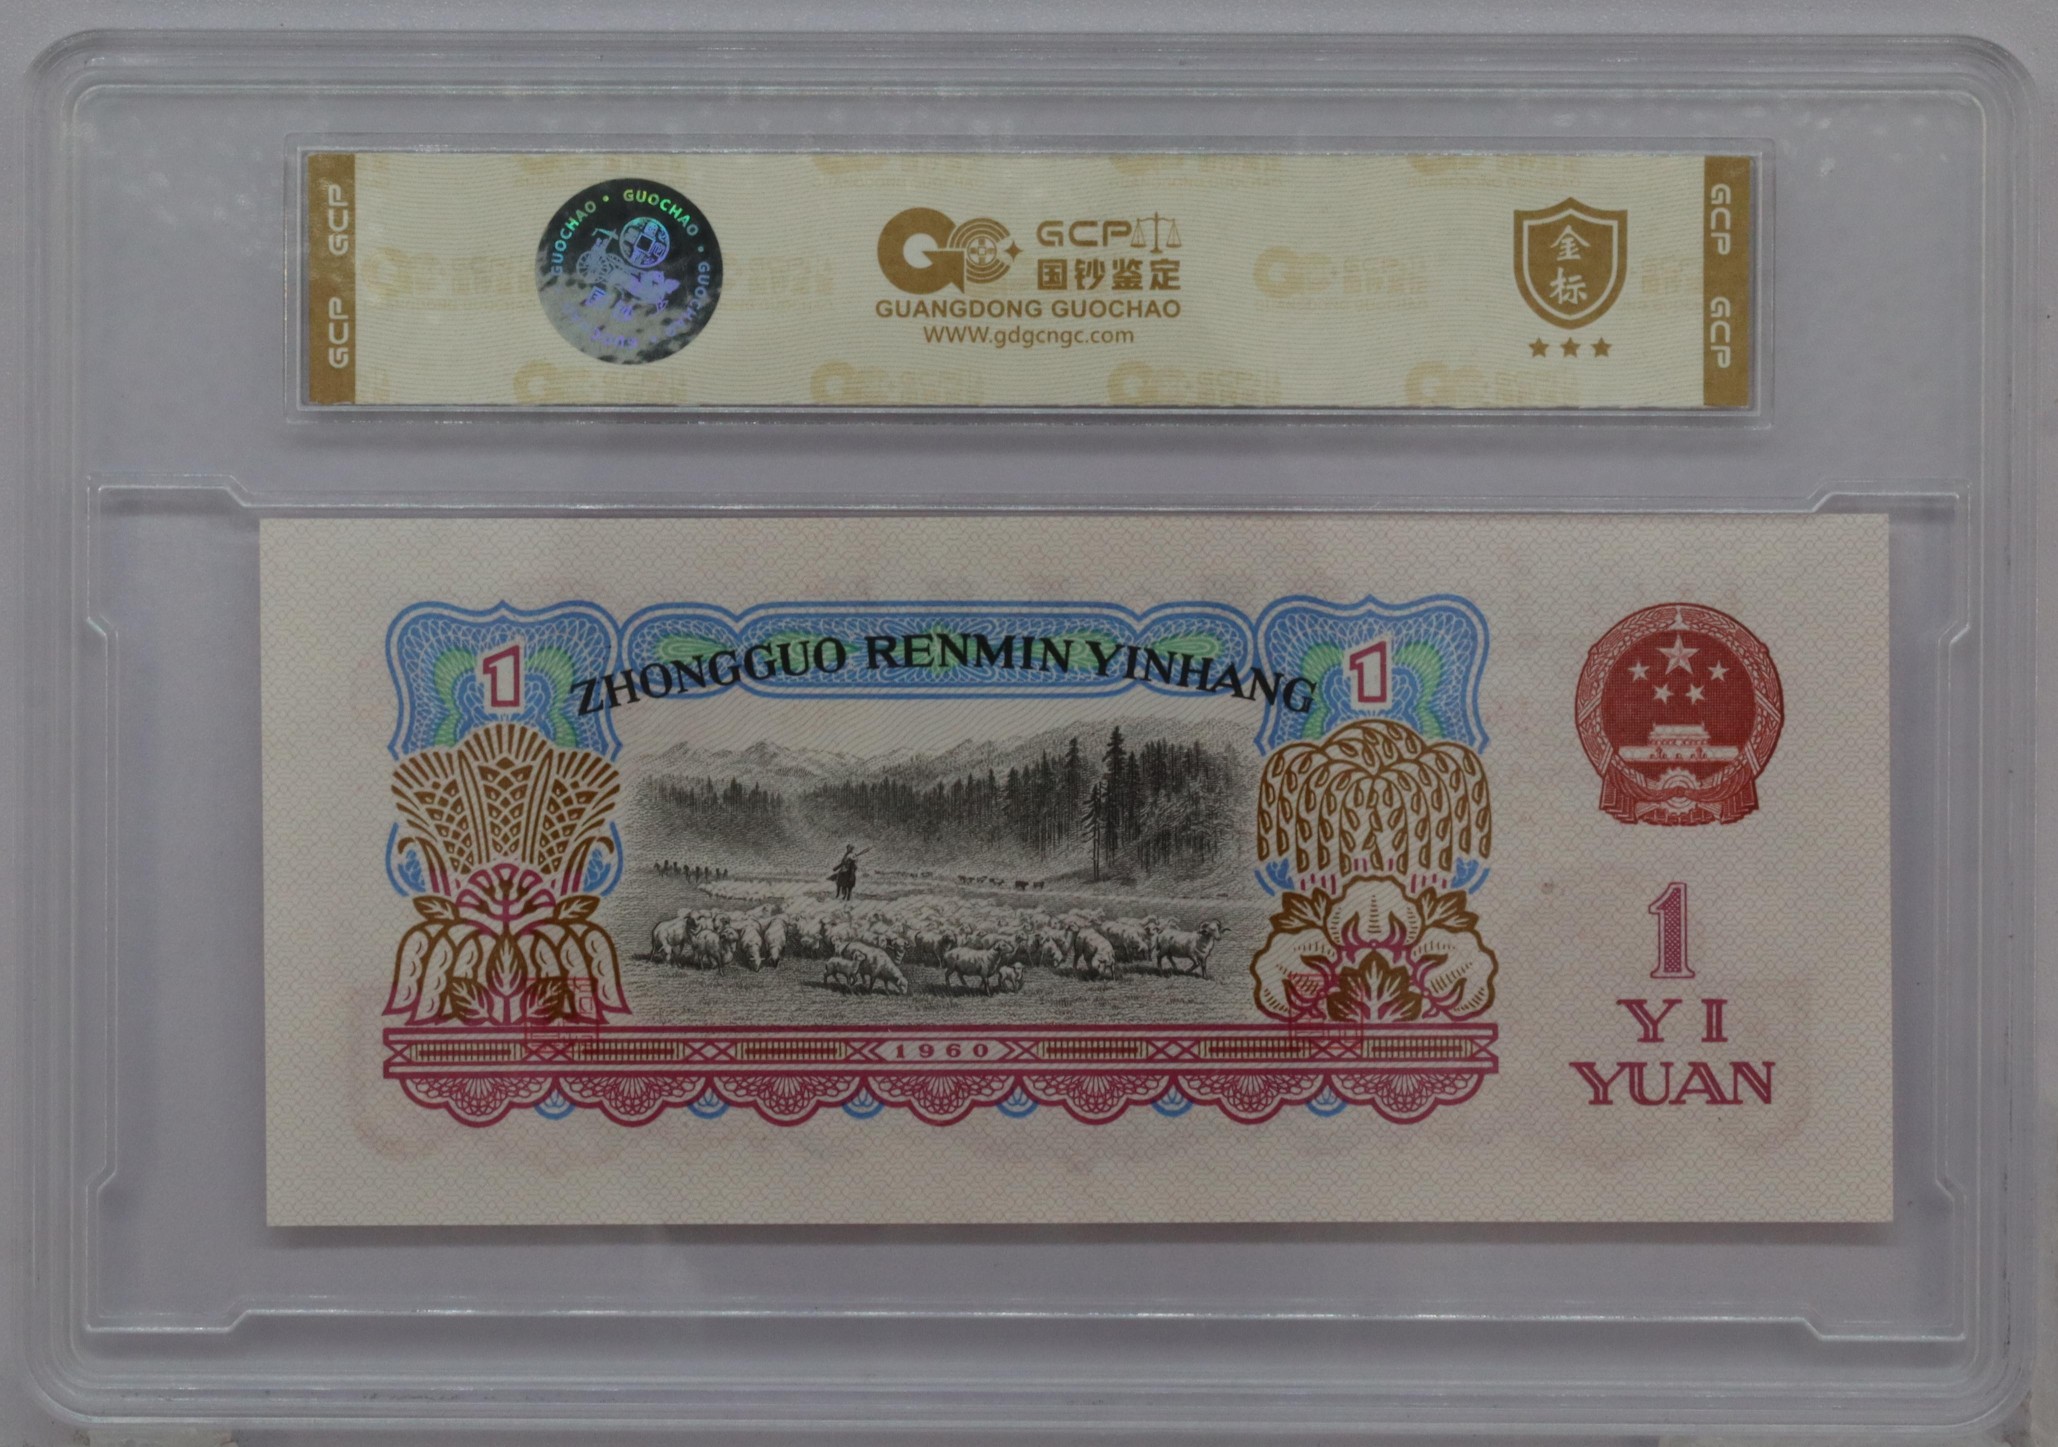 GCP GCP
GUOCHAO • GUOCHAO • GUOCHAO
GCP
国钞鉴定
GUANGDONG GUOCHAO
WWW.gdgcngc.com
金标
GCP GCP
1
ZHONGGUO RENMIN YINHANG
1
1960
1
YI
YUAN